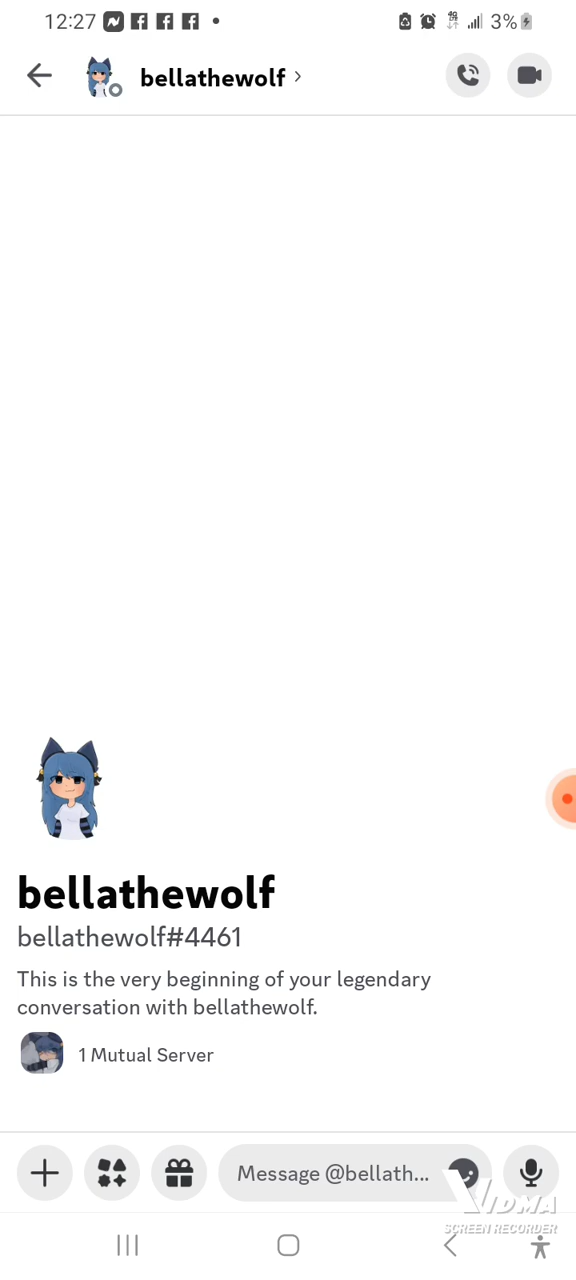 12:27 3%
bellathewolf
bellathewolf
bellathewolf#4461
This is the very beginning of your legendary
conversation with bellathewolf.
1 Mutual Server
Message @bellath...
VIDMA
SCREEN RECORDER